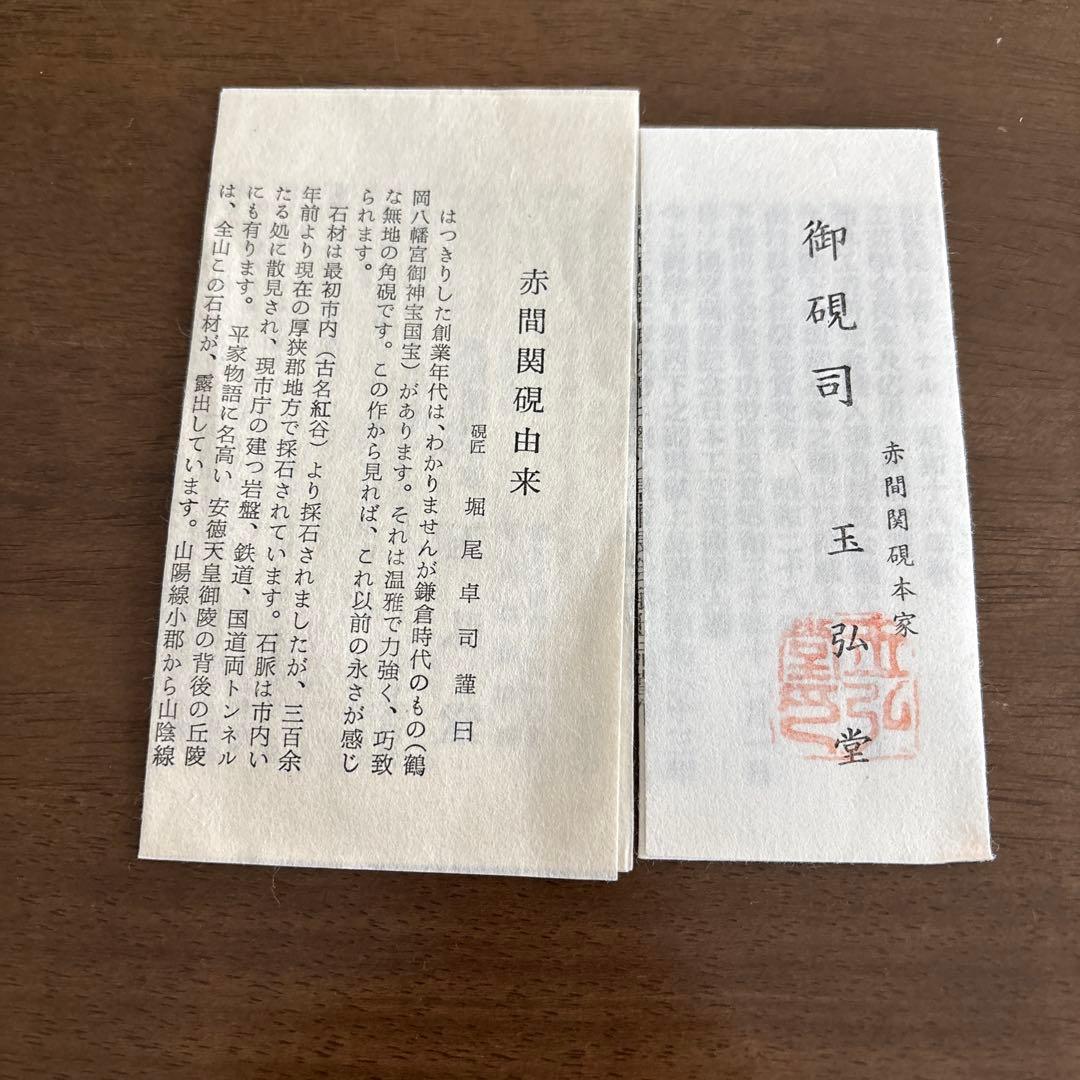 御硯司 玉弘堂
赤間関硯本家
玉弘堂印
赤間関硯由来
硯匠 堀尾卓司謹曰
はつきりした創業年代は、わかりませんが鎌倉時代のもの(鶴
岡八幡宮御神宝国宝)があります。それは温雅で力強く、巧致
な無地の角硯です。この作から見れば、これ以前の永さが感じ
られます。
石材は最初市内(古名紅谷)より採石されましたが、三百余
年前より現在の厚狭郡地方で採石されています。石脈は市内い
たる処に散見され、現市庁の建つ岩盤、鉄道、国道両トンネル
にも有ります。 平家物語に名高い 安徳天皇御陵の背後の丘陵
は、全山この石材が、露出しています。山陽線小郡から山陰線